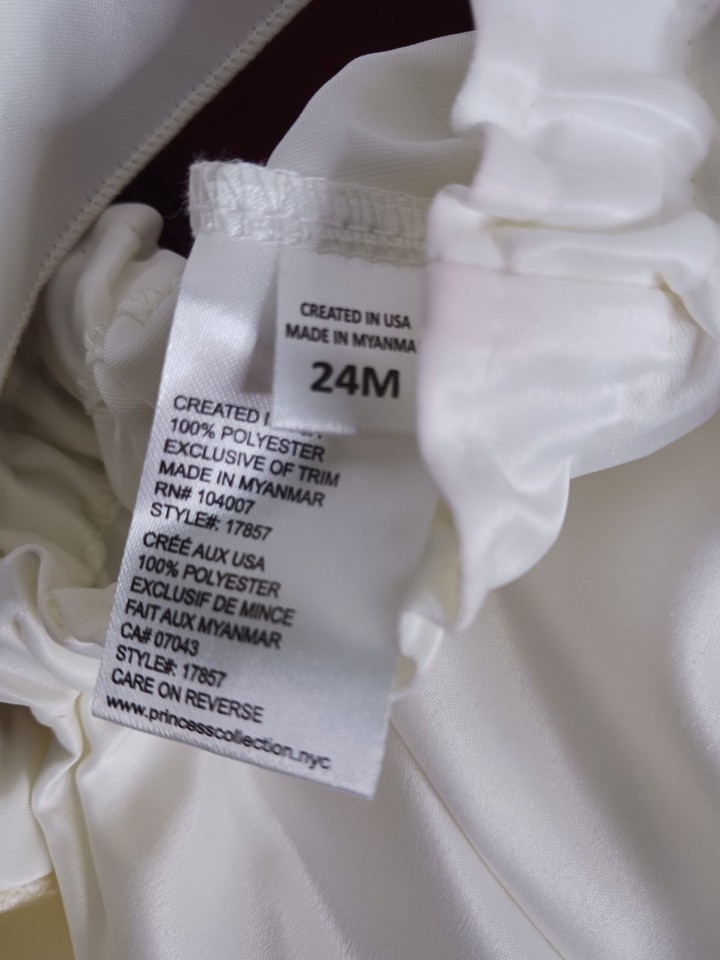 CREATED IN USA
MADE IN MYANMA
24M
CREATED
100% POLYESTER
EXCLUSIVE OF TRIM
MADE IN MYANMAR
RN# 104007
STYLE#: 17857
CRÉÉ AUX USA
100% POLYESTER
EXCLUSIF DE MINCE
FAIT AUX MYANMAR
CA# 07043
STYLE#: 17857
CARE ON REVERSE
www.princesscollection.nyc